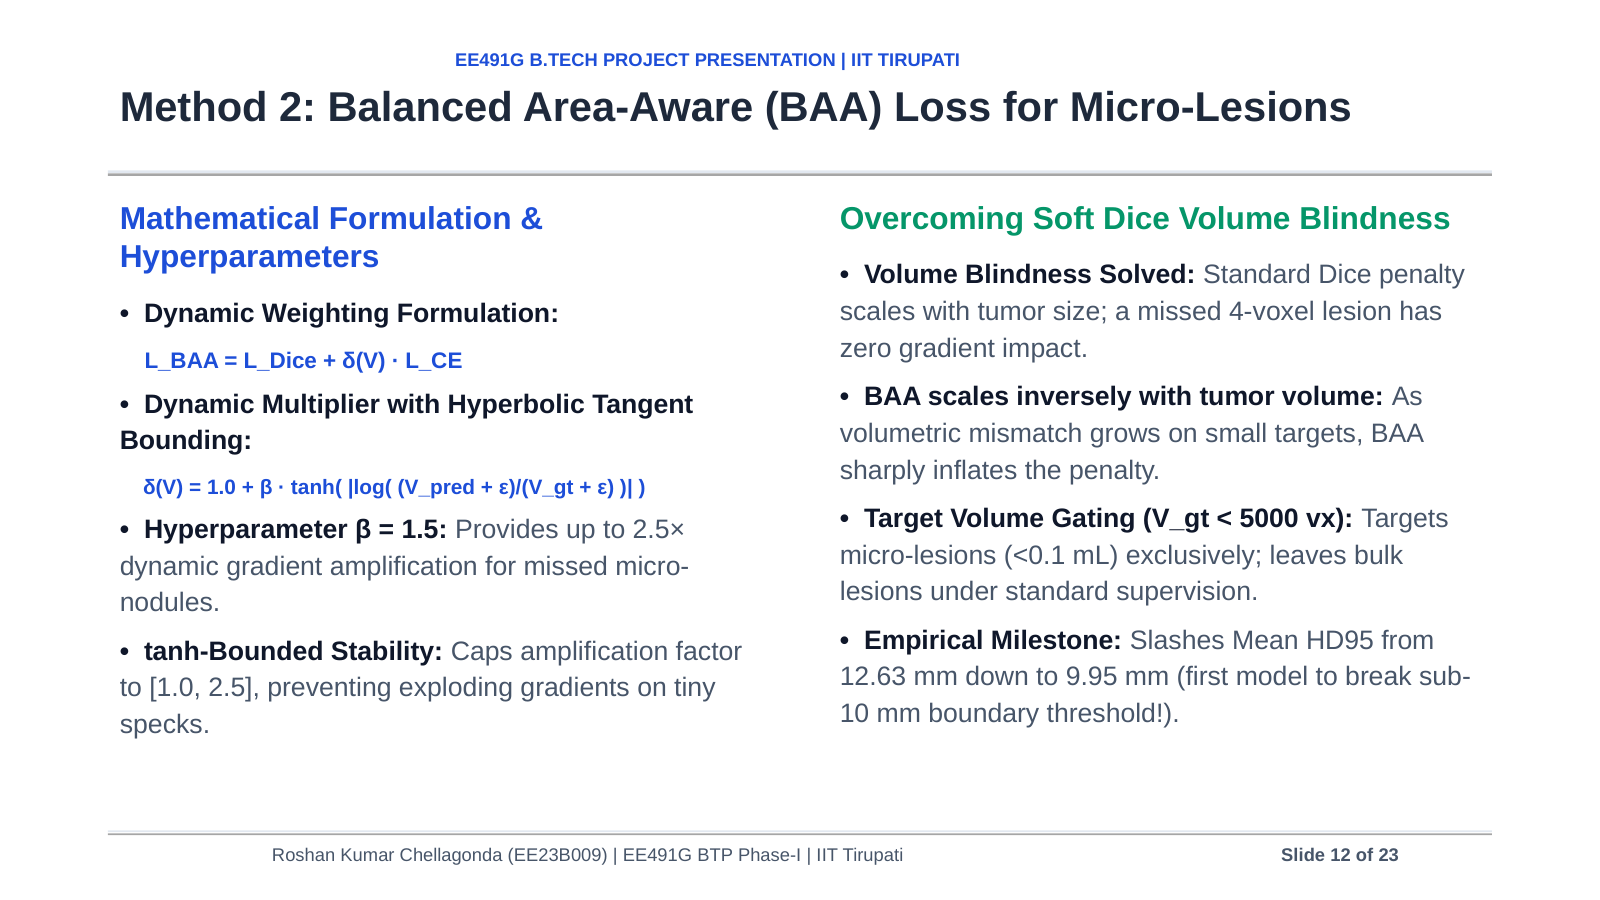 EE491G B.TECH PROJECT PRESENTATION | IIT TIRUPATI
Method 2: Balanced Area-Aware (BAA) Loss for Micro-Lesions
Mathematical Formulation &
Hyperparameters
• Dynamic Weighting Formulation:
L_BAA = L_Dice + δ(V) · L_CE
• Dynamic Multiplier with Hyperbolic Tangent
Bounding:
δ(V) = 1.0 + β · tanh( |log( (V_pred + ε)/(V_gt + ε) )| )
• Hyperparameter β = 1.5: Provides up to 2.5×
dynamic gradient amplification for missed micro-
nodules.
• tanh-Bounded Stability: Caps amplification factor
to [1.0, 2.5], preventing exploding gradients on tiny
specks.
Overcoming Soft Dice Volume Blindness
• Volume Blindness Solved: Standard Dice penalty
scales with tumor size; a missed 4-voxel lesion has
zero gradient impact.
• BAA scales inversely with tumor volume: As
volumetric mismatch grows on small targets, BAA
sharply inflates the penalty.
• Target Volume Gating (V_gt < 5000 vx): Targets
micro-lesions (<0.1 mL) exclusively; leaves bulk
lesions under standard supervision.
• Empirical Milestone: Slashes Mean HD95 from
12.63 mm down to 9.95 mm (first model to break sub-
10 mm boundary threshold!).
Roshan Kumar Chellagonda (EE23B009) | EE491G BTP Phase-I | IIT Tirupati
Slide 12 of 23